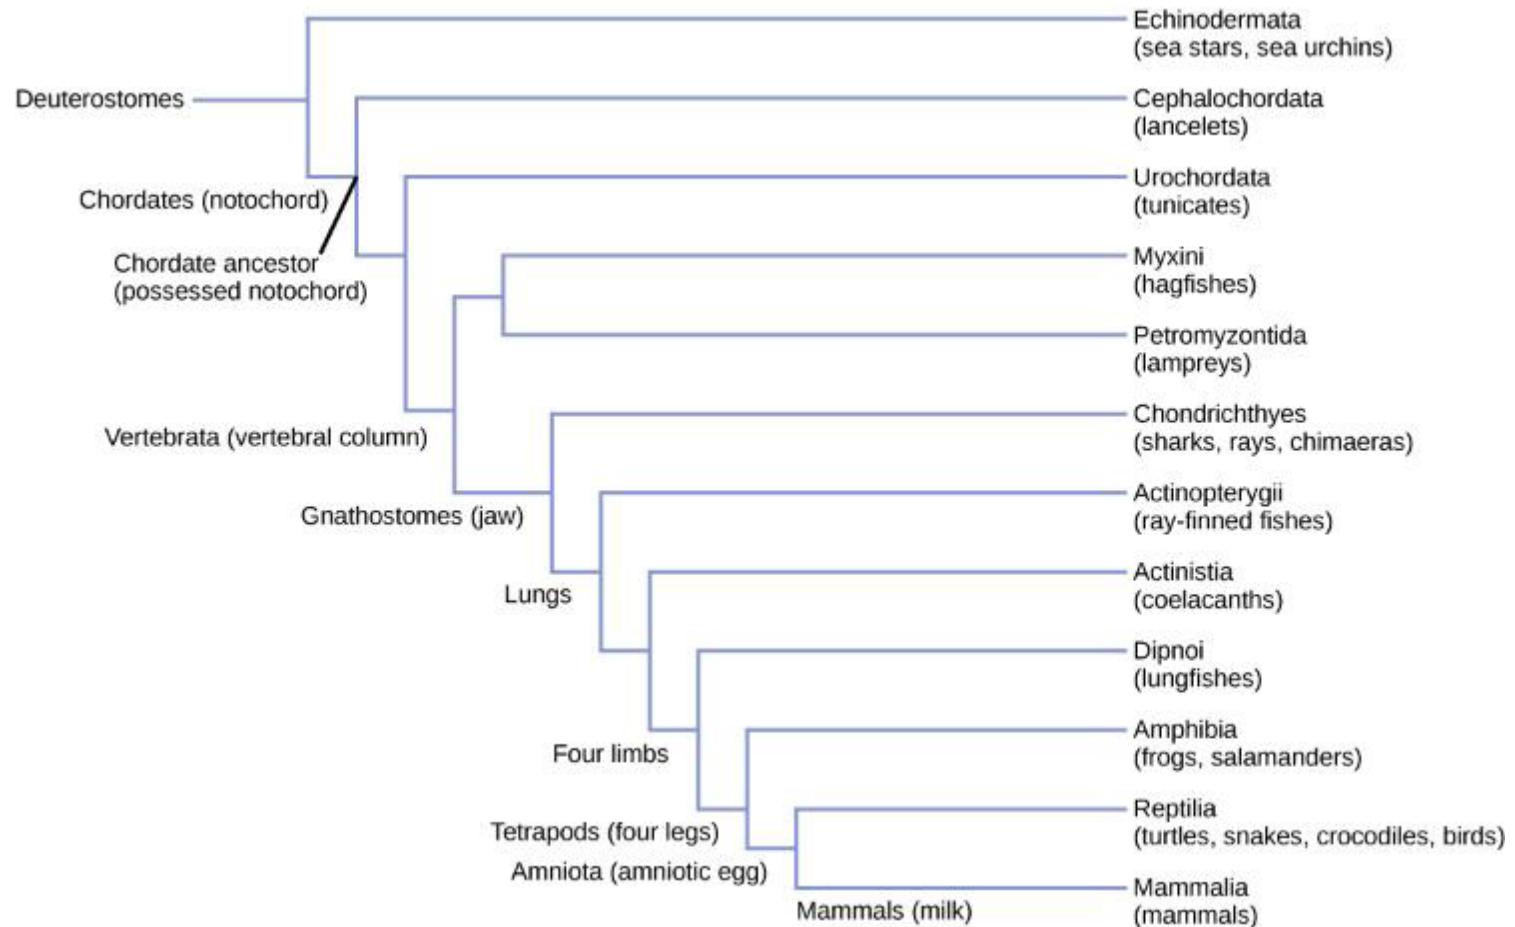 Echinodermata
(sea stars, sea urchins)
Deuterostomes
Cephalochordata
(lancelets)
Chordates (notochord)
Urochordata
(tunicates)
Chordate ancestor
(possessed notochord)
Myxini
(hagfishes)
Petromyzontida
(lampreys)
Vertebrata (vertebral column)
Chondrichthyes
(sharks, rays, chimaeras)
Gnathostomes (jaw)
Actinopterygii
(ray-finned fishes)
Lungs
Actinistia
(coelacanths)
Dipnoi
(lungfishes)
Four limbs
Amphibia
(frogs, salamanders)
Tetrapods (four legs)
Reptilia
(turtles, snakes, crocodiles, birds)
Amniota (amniotic egg)
Mammals (milk)
Mammalia
(mammals)